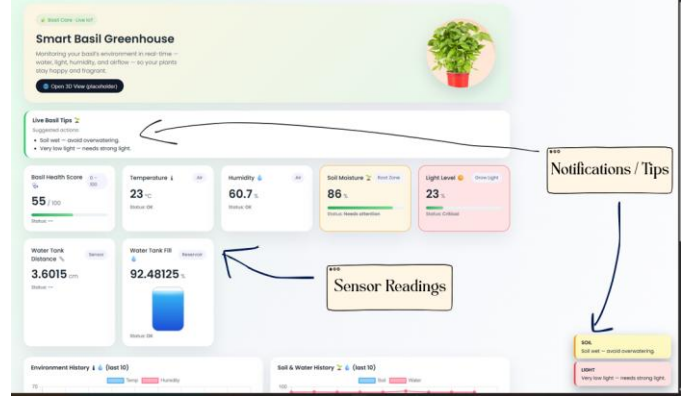 Basil Care · Live IoT
Smart Basil Greenhouse
Monitoring your basil's environment in real-time —
water, light, humidity, and airflow — so your plants
stay happy and fragrant.
Open 3D View (placeholder)
Live Basil Tips
Suggested actions
Soil wet — avoid overwatering.
Very low light — needs strong light.
Notifications / Tips
Basil Health Score
0 – 100
55 / 100
Status: —
Temperature
Air
23 °C
Status: OK
Humidity
Air
60.7 %
Status: OK
Soil Moisture
Root Zone
86 %
Status: Needs attention
Light Level
Grow Light
23 %
Status: Critical
Water Tank
Distance
Sensor
3.6015 cm
Status: —
Water Tank Fill
Reservoir
92.48125 %
Status: OK
Sensor Readings
SOIL
Soil wet — avoid overwatering.
LIGHT
Very low light — needs strong light.
Environment History (last 10)
Temp Humidity
70
Soil & Water History (last 10)
Soil Water
100